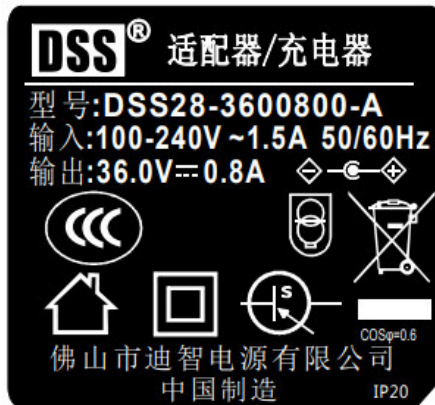 DSS® 适配器/充电器
型号:DSS28-3600800-A
输入:100-240V~1.5A 50/60Hz
输出:36.0V⎓0.8A
CCC
S
COSφ=0.6
佛山市迪智电源有限公司
中国制造 IP20